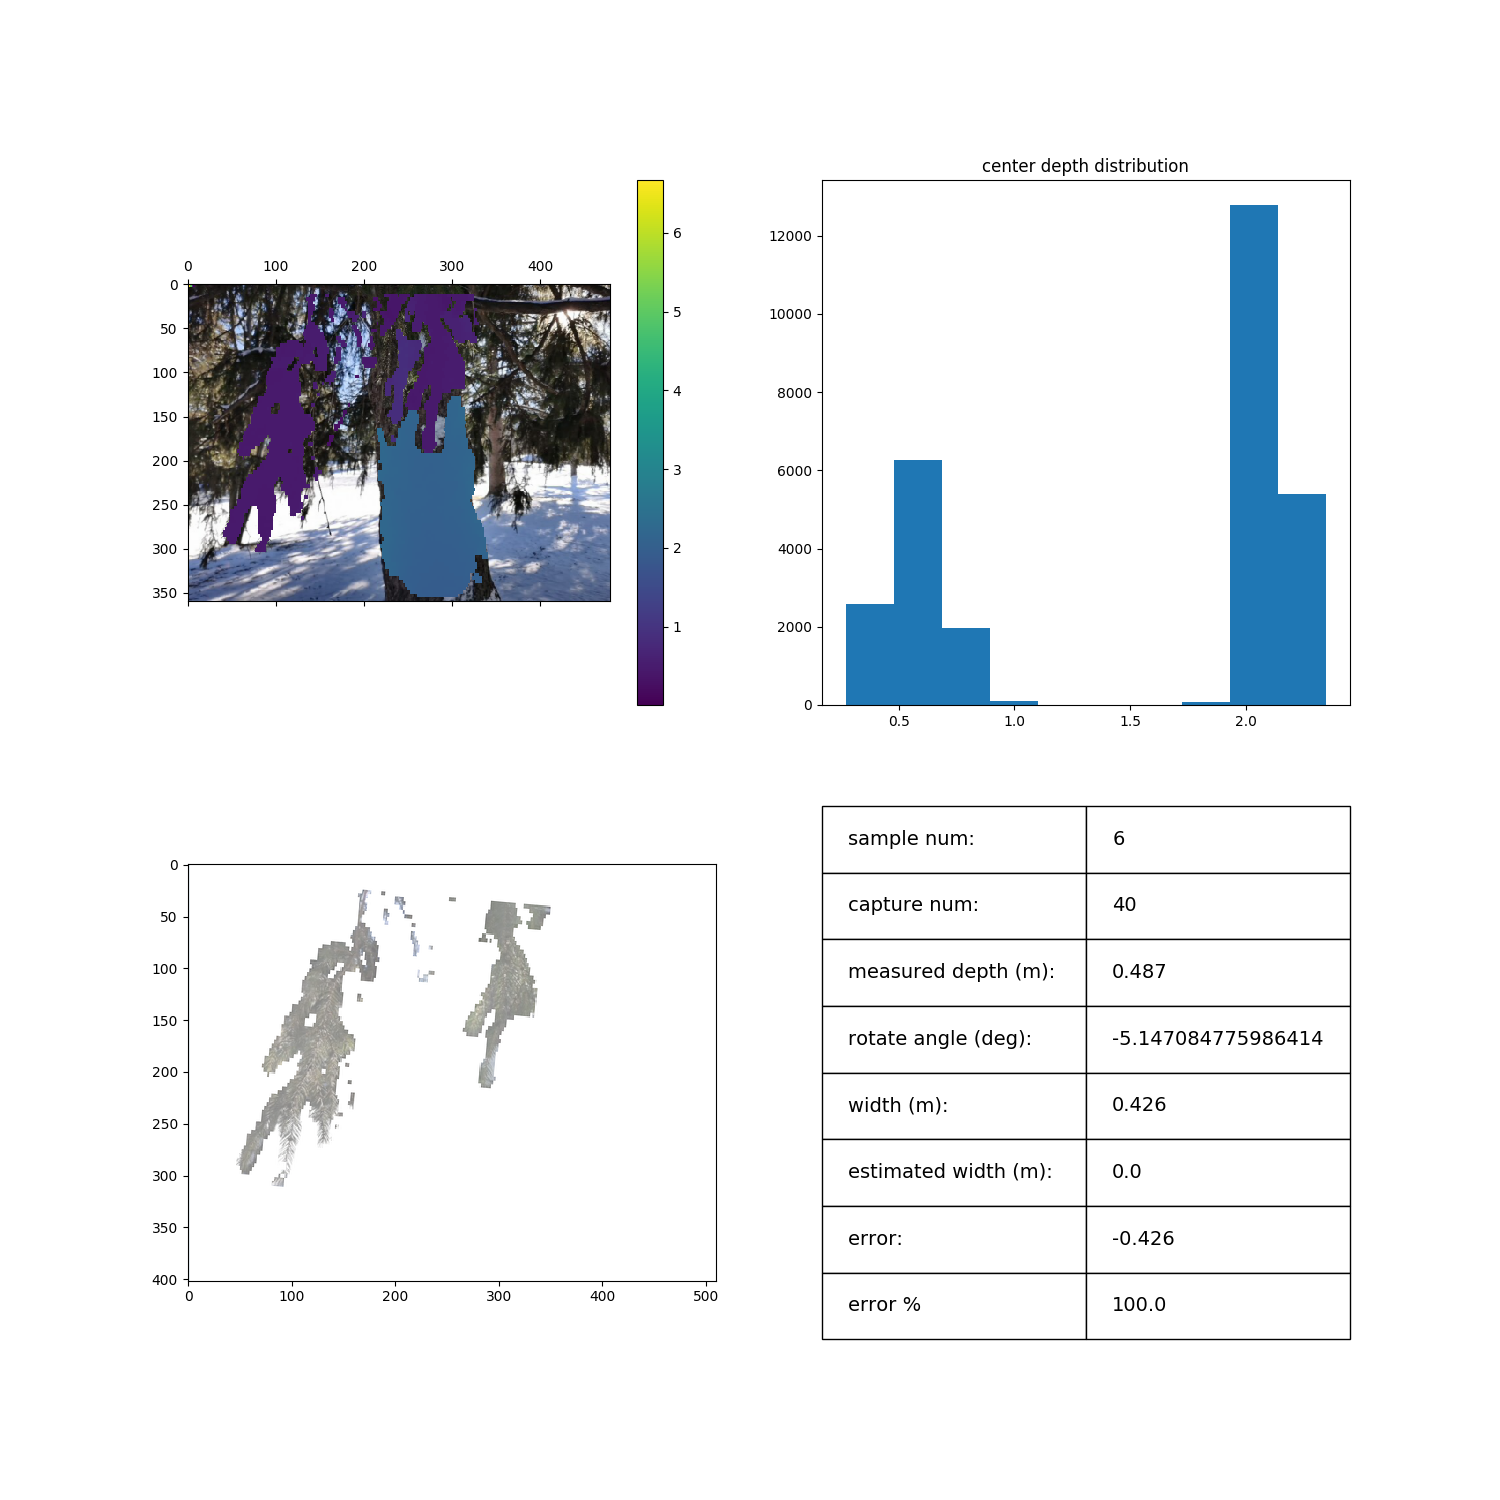 center depth distribution
0 100 200 300 400
0
50
100
150
200
250
300
350
6
5
4
3
2
1
12000
10000
8000
6000
4000
2000
0
0.5 1.0 1.5 2.0
0
50
100
150
200
250
300
350
400
0 100 200 300 400 500
sample num: 6
capture num: 40
measured depth (m): 0.487
rotate angle (deg): -5.147084775986414
width (m): 0.426
estimated width (m): 0.0
error: -0.426
error % 100.0